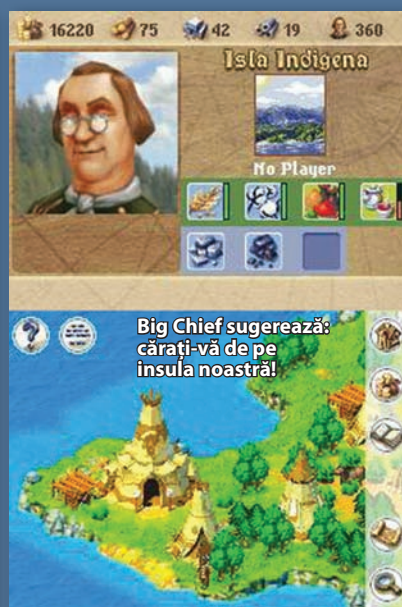 16220 75 42 19 360
Isla Indigena
No Player
Big Chief sugerează:
cărați-vă de pe
insula noastră!